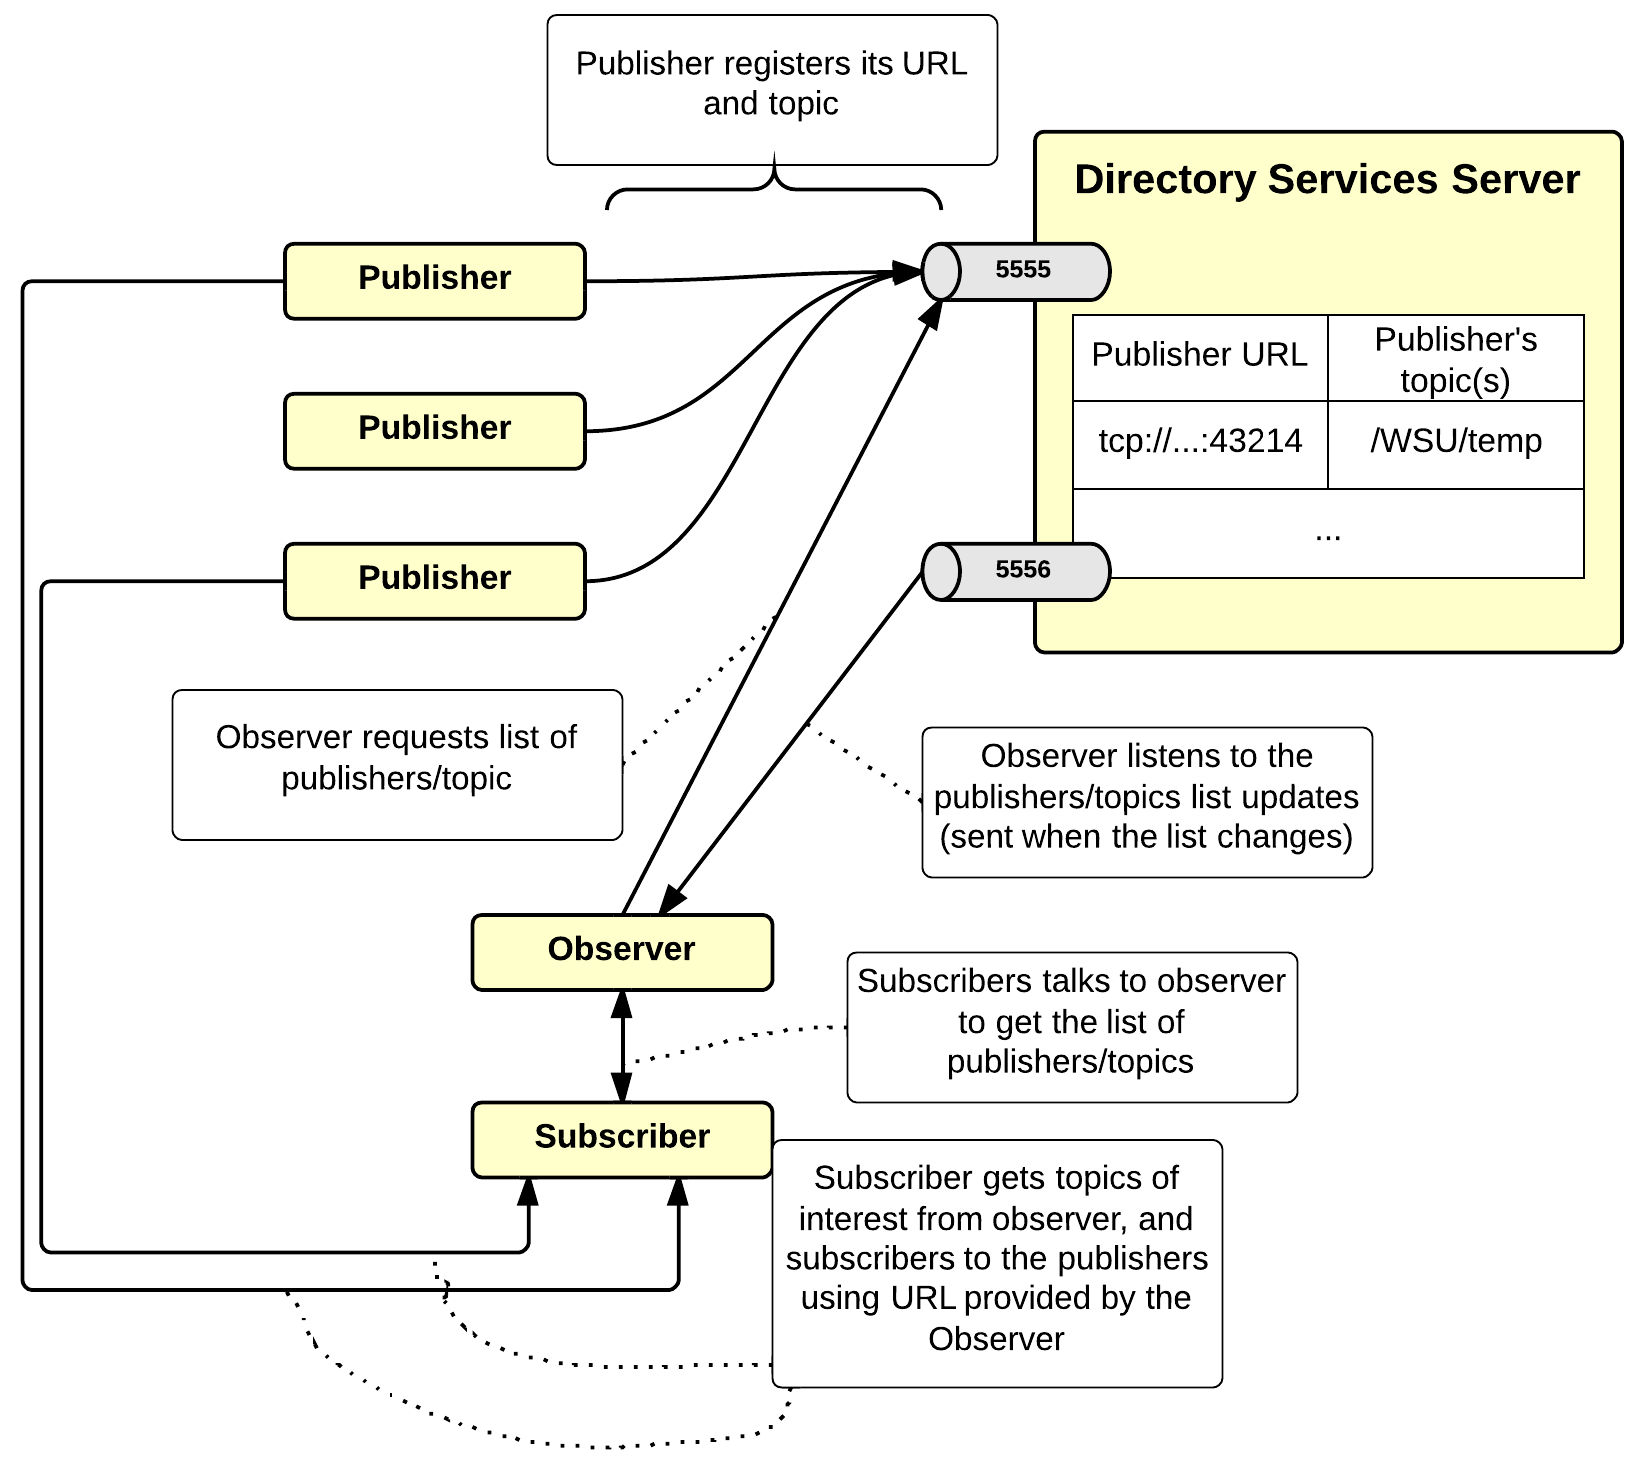 Publisher registers its URL
and topic
Directory Services Server
Publisher
5555
Publisher URL
Publisher's
topic(s)
Publisher
tcp://...:43214
/WSU/temp
...
Publisher
5556
Observer requests list of
publishers/topic
Observer listens to the
publishers/topics list updates
(sent when the list changes)
Observer
Subscribers talks to observer
to get the list of
publishers/topics
Subscriber
Subscriber gets topics of
interest from observer, and
subscribers to the publishers
using URL provided by the
Observer